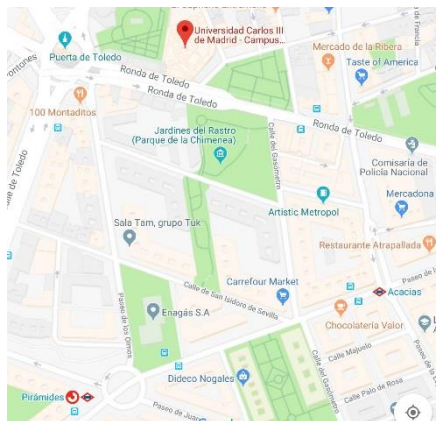 Universidad Carlos III
de Madrid - Campus...
Puerta de Toledo
Mercado de la Ribera
Taste of America
Ronda de Toledo
Ronda de Toledo
100 Montaditos
Ronda de Toledo
Jardines del Rastro
(Parque de la Chimenea)
Calle del Gasómetro
Comisaria de
Policía Nacional
Mercadona
Artistic Metropol
Sala Tam, grupo Tuk
Restaurante Atrapallada
Carrefour Market
Acacias
Calle de San Isidoro de Sevilla
Enagás S.A
Paseo de los Olmos
Chocolatería Valor
Calle del Gasómetro
Calle Majuelo
Dideco Nogales
Calle Palo de Rosa
Pirámides
Paseo de Juan